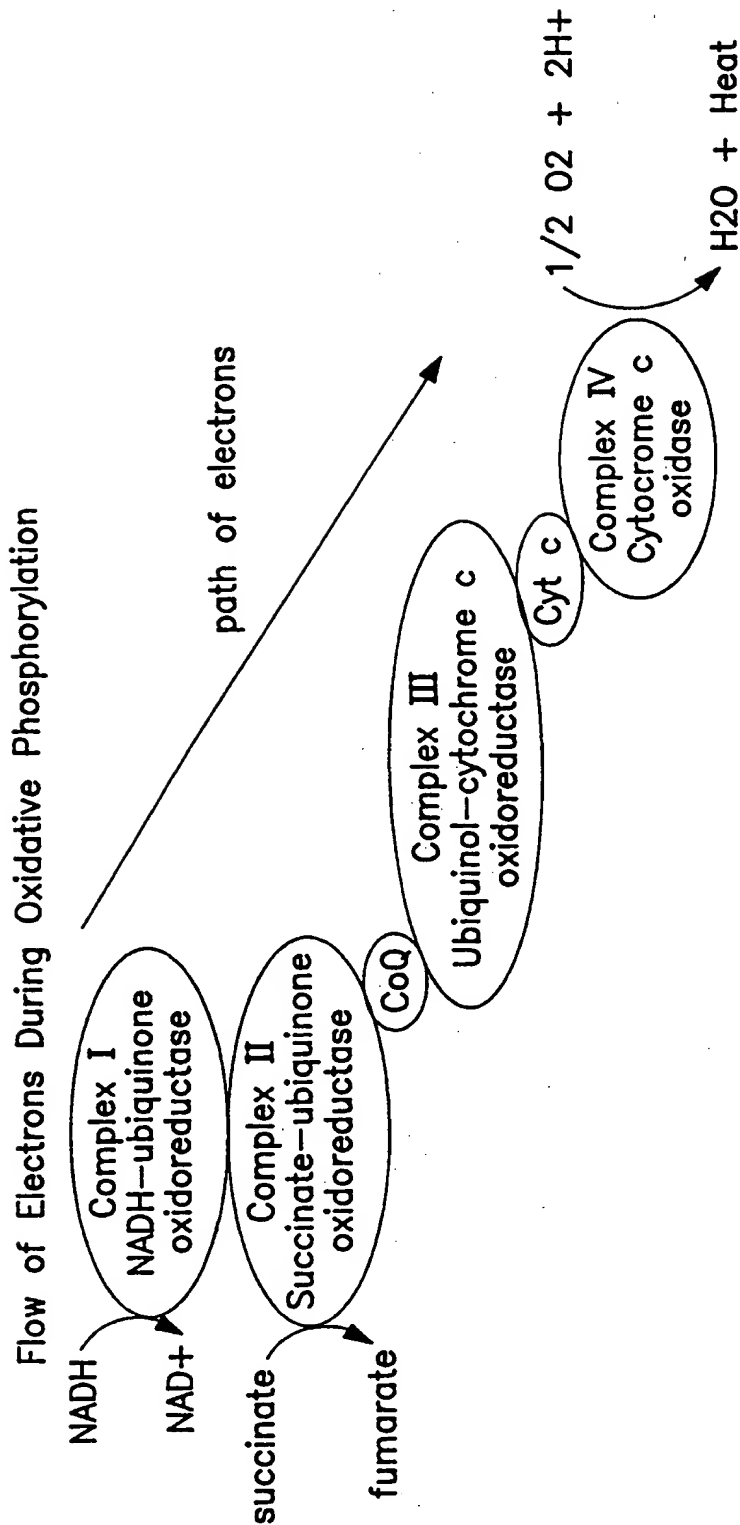 Flow of Electrons During Oxidative Phosphorylation
NADH
NAD+
Complex I
NADH-ubiquinone
oxidoreductase
succinate
fumarate
Complex II
Succinate-ubiquinone
oxidoreductase
CoQ
path of electrons
Complex III
Ubiquinol-cytochrome c
oxidoreductase
Cyt c
Complex IV
Cytocrome c
oxidase
1/2 O2 + 2H+
H2O + Heat